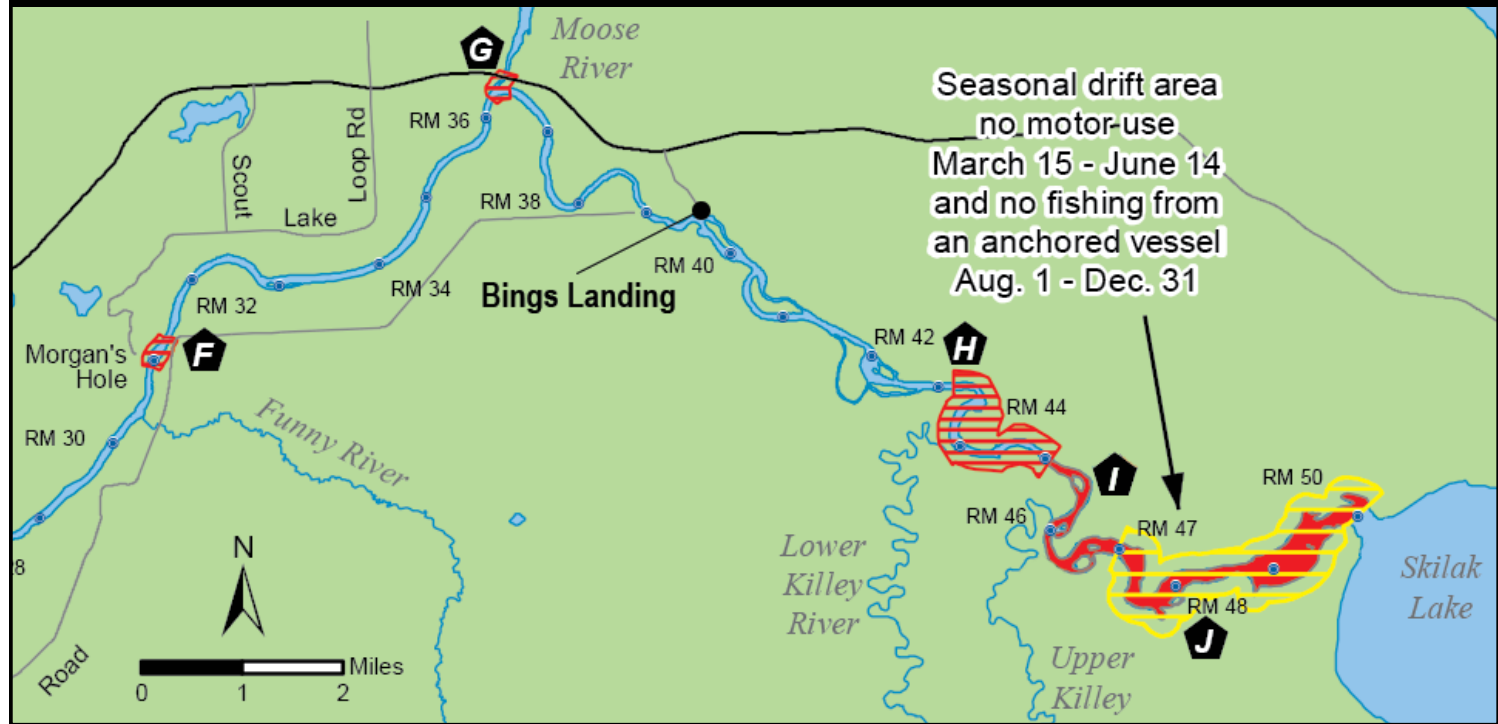 G
Moose
River
Seasonal drift area
no motor use
March 15 - June 14
and no fishing from
an anchored vessel
Aug. 1 - Dec. 31
RM 36
Scout
Loop Rd
Lake
RM 38
RM 40
Bings Landing
RM 34
RM 32
Morgan's
Hole
F
RM 42
H
RM 44
RM 30
Funny River
I
RM 50
RM 46
RM 47
Lower
Killey
River
Skilak
Lake
RM 48
J
Upper
Killey
N
Road
Miles
0 1 2